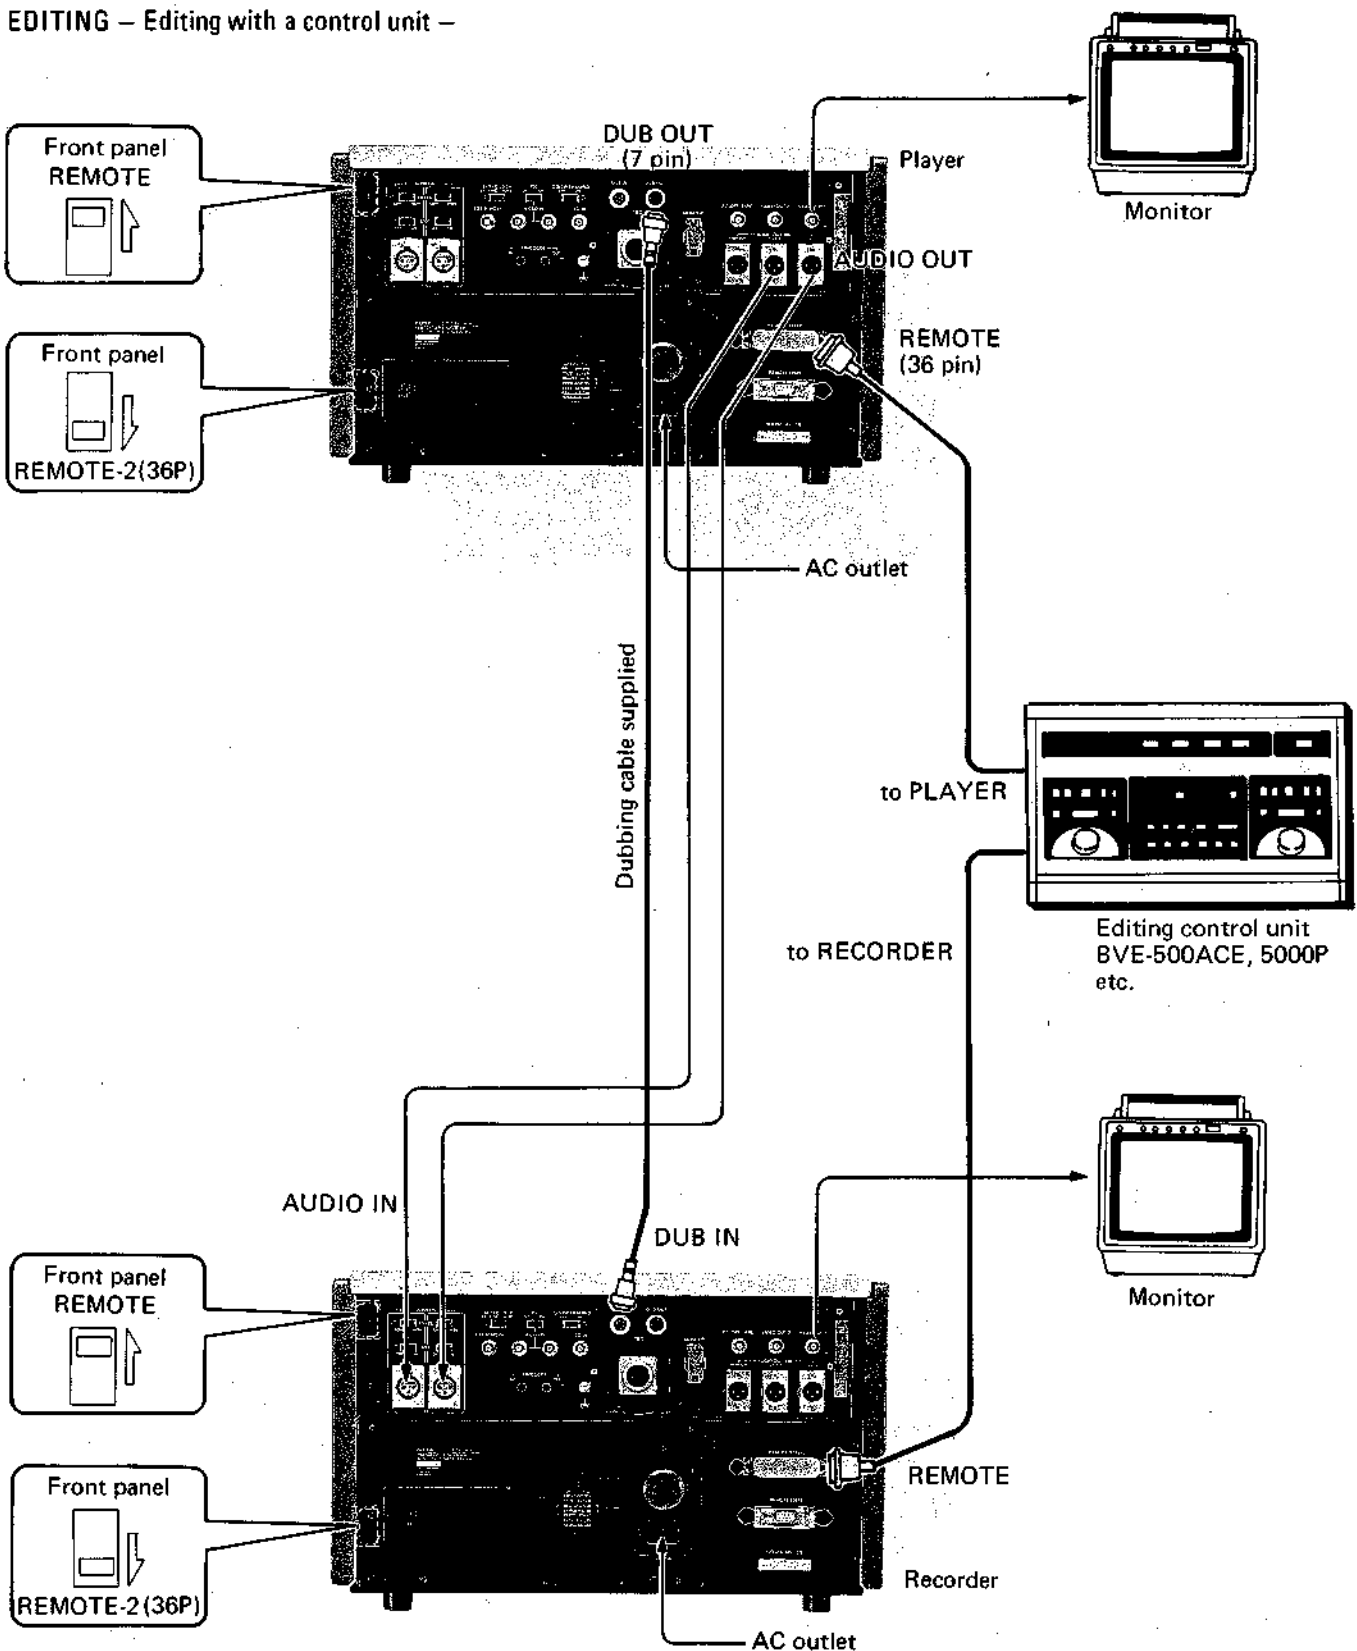 EDITING – Editing with a control unit –
Front panel
REMOTE
DUB OUT
(7 pin)
Player
Monitor
AUDIO OUT
Front panel
REMOTE-2(36P)
REMOTE
(36 pin)
AC outlet
Dubbing cable supplied
to PLAYER
to RECORDER
Editing control unit
BVE-500ACE, 5000P
etc.
AUDIO IN
DUB IN
Front panel
REMOTE
Monitor
Front panel
REMOTE-2(36P)
REMOTE
Recorder
AC outlet